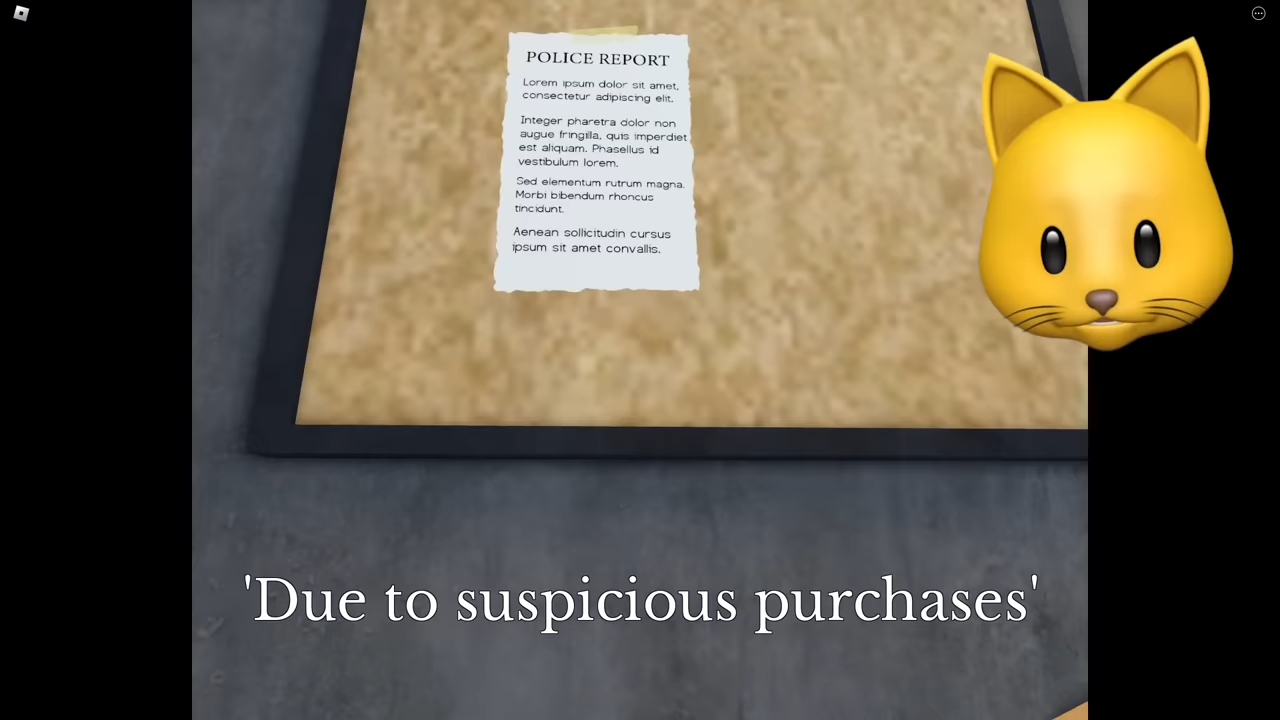 POLICE REPORT
Lorem ipsum dolor sit amet,
consectetur adipiscing elit.
Integer pharetra dolor non
augue fringilla, quis imperdiet
est aliquam. Phasellus id
vestibulum lorem.
Sed elementum rutrum magna.
Morbi bibendum rhoncus
tincidunt.
Aenean sollicitudin cursus
ipsum sit amet convallis.
'Due to suspicious purchases'